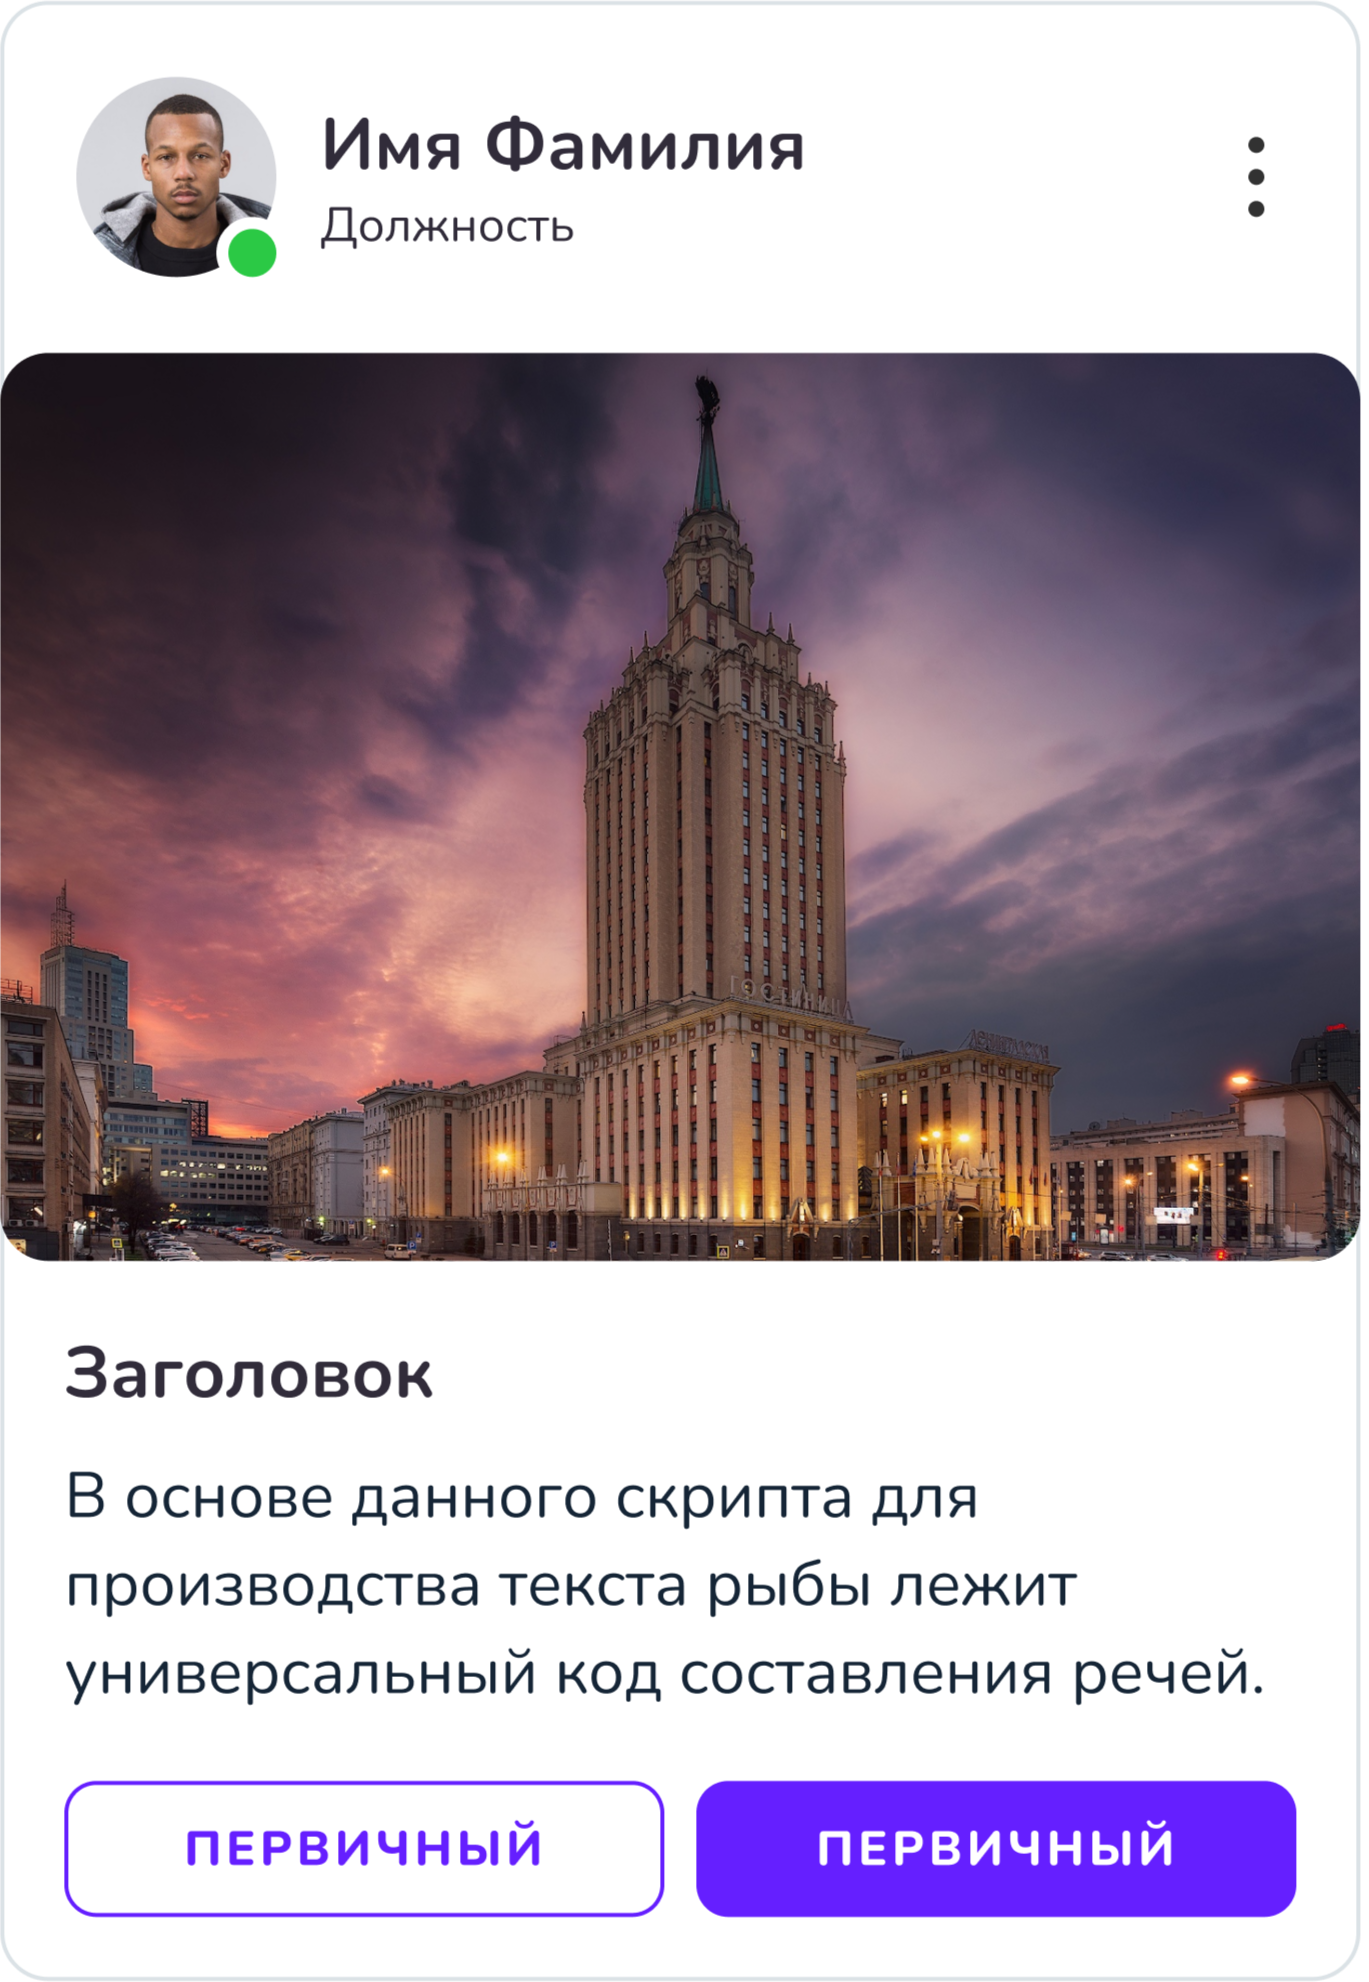 Имя Фамилия
Должность
ГОСТИНИЦА
Заголовок
В основе данного скрипта для
производства текста рыбы лежит
универсальный код составления речей.
ПЕРВИЧНЫЙ
ПЕРВИЧНЫЙ